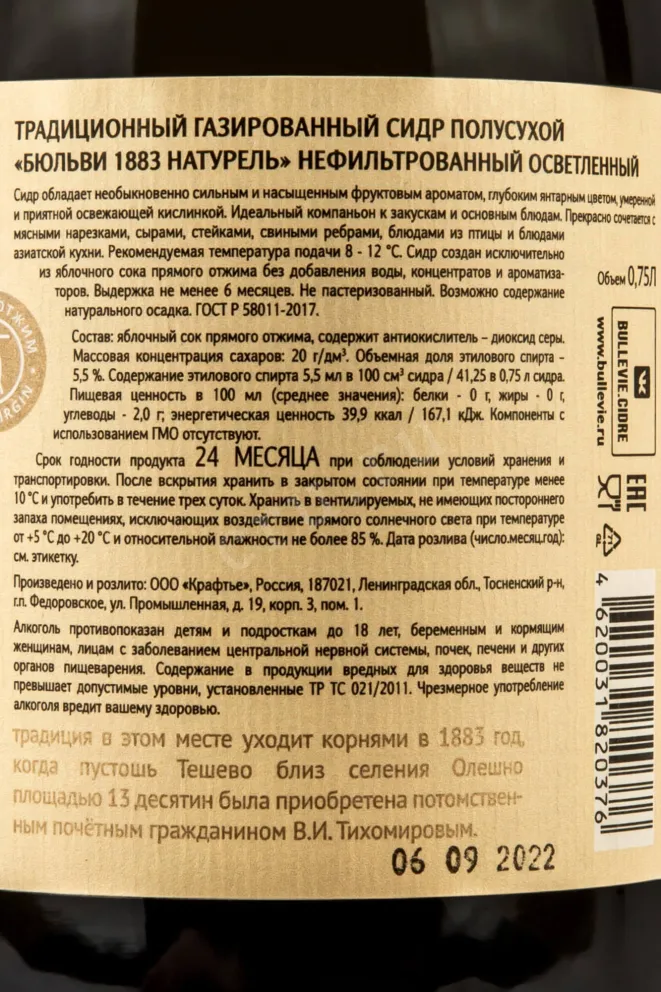 ТРАДИЦИОННЫЙ ГАЗИРОВАННЫЙ СИДР ПОЛУСУХОЙ
«БЮЛЬВИ 1883 НАТУРЕЛЬ» НЕФИЛЬТРОВАННЫЙ ОСВЕТЛЕННЫЙ
Сидр обладает необыкновенно сильным и насыщенным фруктовым ароматом, глубоким янтарным цветом, умеренной
и приятной освежающей кислинкой. Идеальный компаньон к закускам и основным блюдам. Прекрасно сочетается с
мясными нарезками, сырами, стейками, свиными ребрами, блюдами из птицы и блюдами
азиатской кухни. Рекомендуемая температура подачи 8 - 12 °С. Сидр создан исключительно
из яблочного сока прямого отжима без добавления воды, концентратов и ароматиза-
торов. Выдержка не менее 6 месяцев. Не пастеризованный. Возможно содержание
натурального осадка. ГОСТ Р 58011-2017.
Состав: яблочный сок прямого отжима, содержит антиокислитель – диоксид серы.
Массовая концентрация сахаров: 20 г/дм³. Объемная доля этилового спирта –
5,5 %. Содержание этилового спирта 5,5 мл в 100 см³ сидра / 41,25 в 0,75 л сидра.
Пищевая ценность в 100 мл (среднее значения): белки - 0 г, жиры - 0 г,
углеводы - 2,0 г; энергетическая ценность 39,9 ккал / 167,1 кДж. Компоненты с
использованием ГМО отсутствуют.
Срок годности продукта 24 МЕСЯЦА при соблюдении условий хранения и
транспортировки. После вскрытия хранить в закрытом состоянии при температуре менее
10 °С и употребить в течение трех суток. Хранить в вентилируемых, не имеющих постороннего
запаха помещениях, исключающих воздействие прямого солнечного света при температуре
от +5 °С до +20 °С и относительной влажности не более 85 %. Дата розлива (число.месяц.год):
см. этикетку.
Произведено и розлито: ООО «Крафтье», Россия, 187021, Ленинградская обл., Тосненский р-н,
г.п. Федоровское, ул. Промышленная, д. 19, корп. 3, пом. 1.
Алкоголь противопоказан детям и подросткам до 18 лет, беременным и кормящим
женщинам, лицам с заболеванием центральной нервной системы, почек, печени и других
органов пищеварения. Содержание в продукции вредных для здоровья веществ не
превышает допустимые уровни, установленные ТР ТС 021/2011. Чрезмерное употребление
алкоголя вредит вашему здоровью.
традиция в этом месте уходит корнями в 1883 год,
когда пустошь Тешево близ селения Олешно
площадью 13 десятин была приобретена потомствен-
ным почётным гражданином В.И. Тихомировым.
06 09 2022
Объем 0,75Л
BULLEVIE.CIDRE
www.bullevie.ru
EAC
4 620031 820376
ОТЖИМ